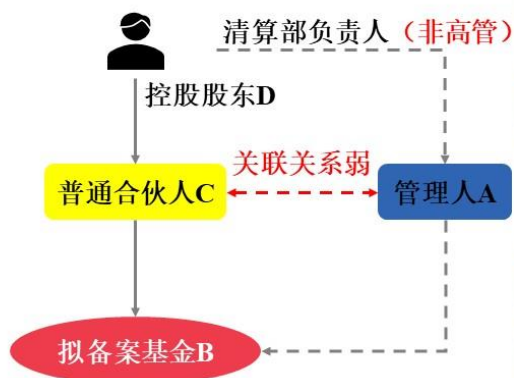 清算部负责人（非高管）
控股股东D
关联关系弱
普通合伙人C
管理人A
拟备案基金B